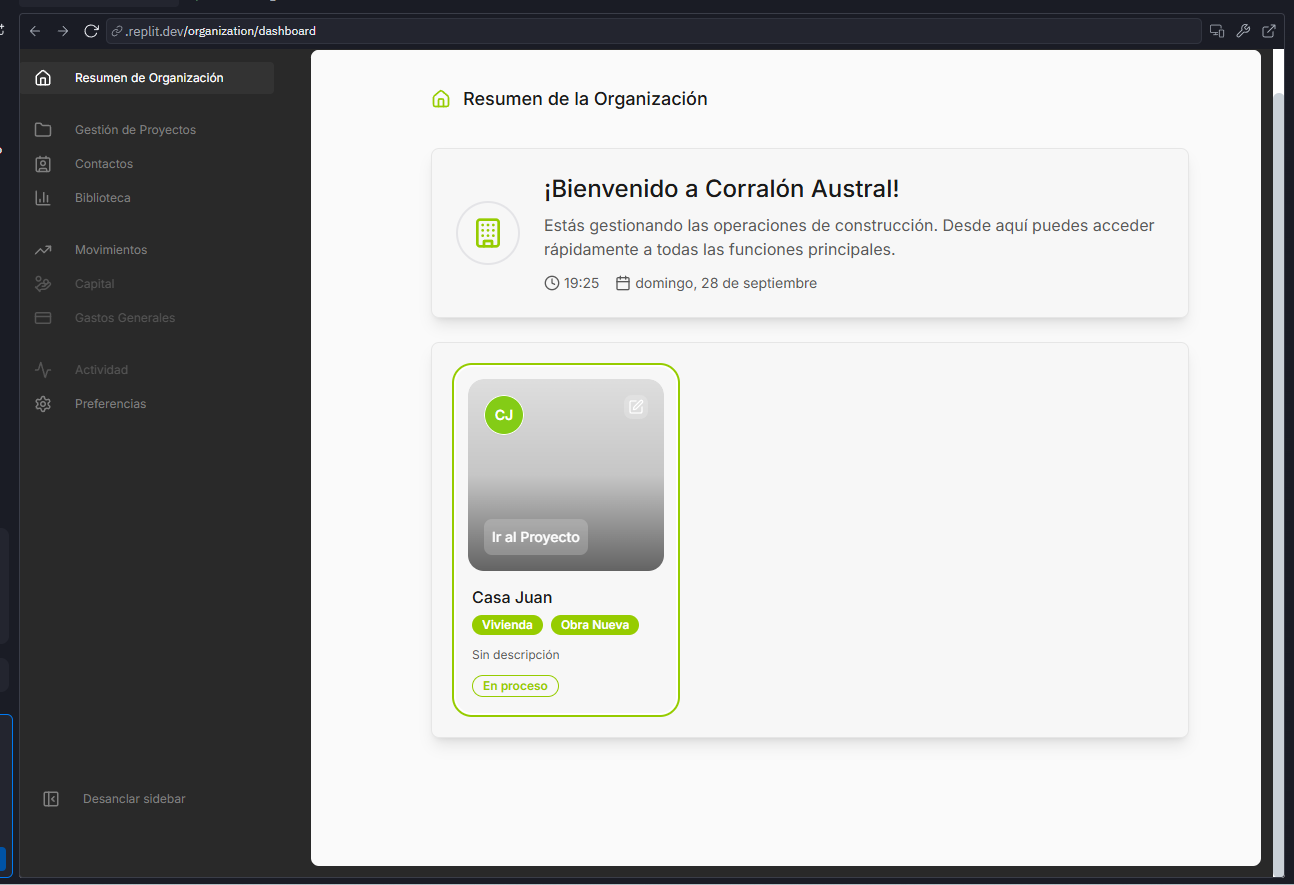 .replit.dev/organization/dashboard
Resumen de Organización
Gestión de Proyectos
Contactos
Biblioteca
Movimientos
Capital
Gastos Generales
Actividad
Preferencias
Desanclar sidebar
Resumen de la Organización
¡Bienvenido a Corralón Austral!
Estás gestionando las operaciones de construcción. Desde aquí puedes acceder
rápidamente a todas las funciones principales.
19:25 domingo, 28 de septiembre
CJ
Ir al Proyecto
Casa Juan
Vivienda Obra Nueva
Sin descripción
En proceso